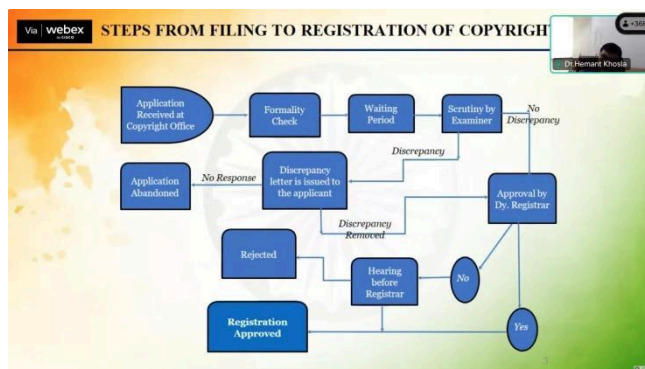 Via webex
by CISCO
STEPS FROM FILING TO REGISTRATION OF COPYRIGHT
Dr.Hemant Khosla
Application
Received at
Copyright Office
Formality
Check
Waiting
Period
Scrutiny by
Examiner
No
Discrepancy
Discrepancy
Application
Abandoned
No Response
Discrepancy
letter is issued to
the applicant
Approval by
Dy. Registrar
Discrepancy
Removed
Rejected
Hearing
before
Registrar
No
Registration
Approved
Yes
3